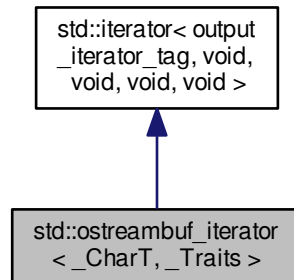 std::iterator< output
_iterator_tag, void,
void, void, void >
std::ostreambuf_iterator
< _CharT, _Traits >